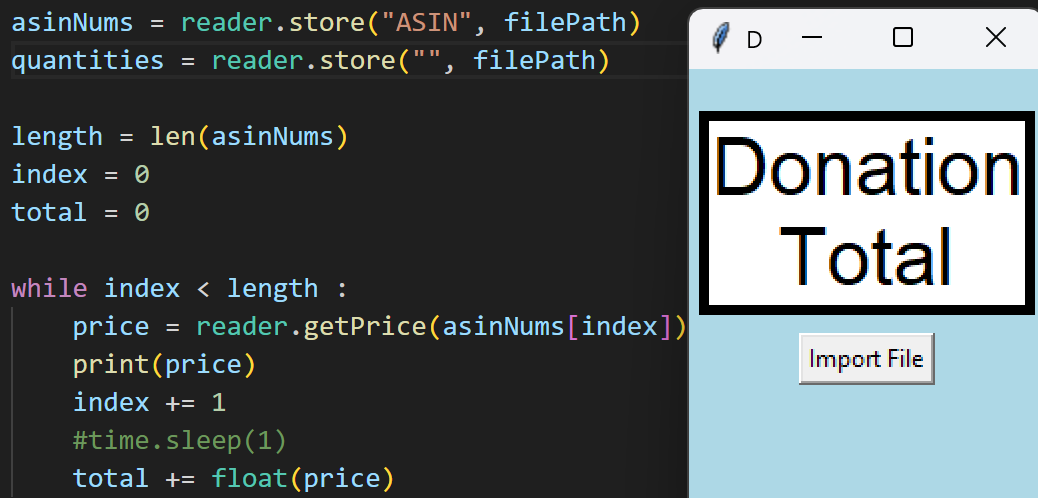 asinNums = reader.store("ASIN", filePath)
quantities = reader.store("", filePath)
length = len(asinNums)
index = 0
total = 0
while index < length :
    price = reader.getPrice(asinNums[index])
    print(price)
    index += 1
    #time.sleep(1)
    total += float(price)
D
Donation
Total
Import File